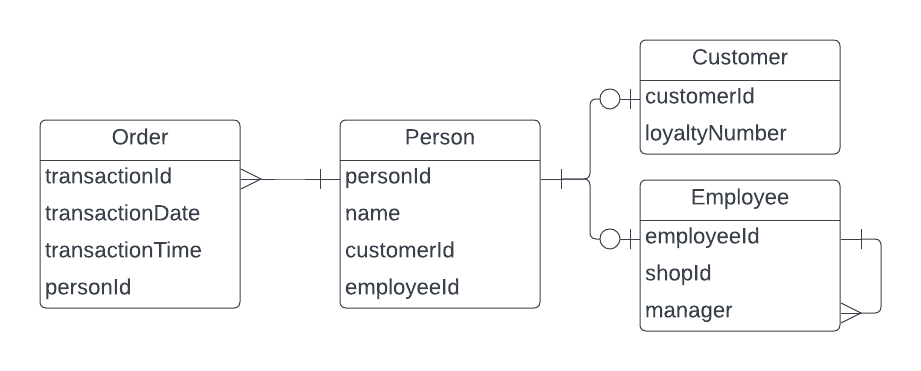 Order
transactionId
transactionDate
transactionTime
personId
Person
personId
name
customerId
employeeId
Customer
customerId
loyaltyNumber
Employee
employeeId
shopId
manager